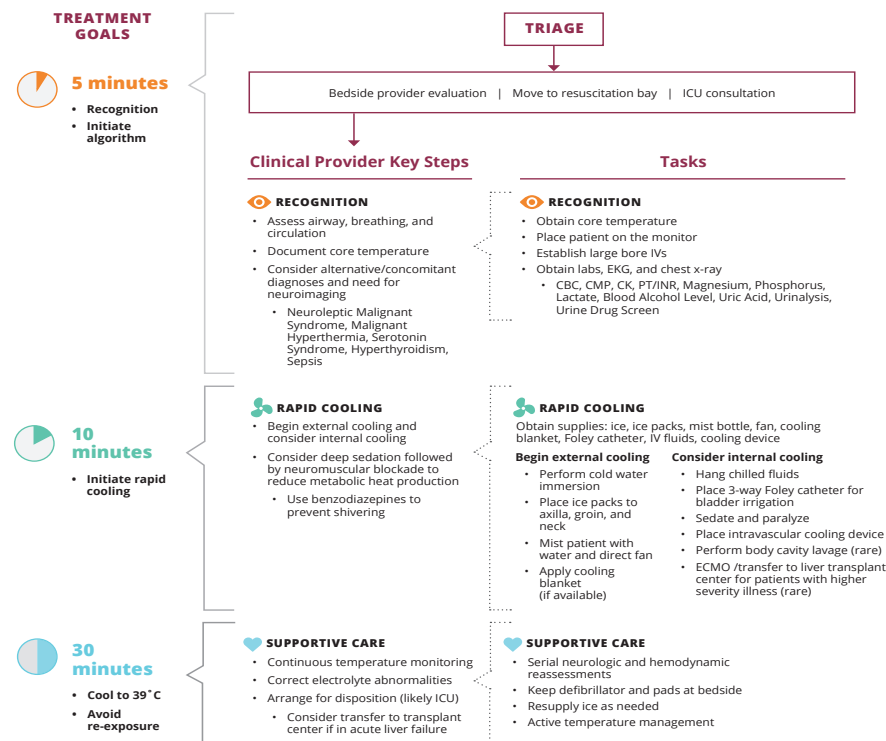 TREATMENT
GOALS
TRIAGE
5 minutes
• Recognition
• Initiate
algorithm
Bedside provider evaluation | Move to resuscitation bay | ICU consultation
Clinical Provider Key Steps
RECOGNITION
• Assess airway, breathing, and
circulation
• Document core temperature
• Consider alternative/concomitant
diagnoses and need for
neuroimaging
• Neuroleptic Malignant
Syndrome, Malignant
Hyperthermia, Serotonin
Syndrome, Hyperthyroidism,
Sepsis
Tasks
RECOGNITION
• Obtain core temperature
• Place patient on the monitor
• Establish large bore IVs
• Obtain labs, EKG, and chest x-ray
• CBC, CMP, CK, PT/INR, Magnesium, Phosphorus,
Lactate, Blood Alcohol Level, Uric Acid, Urinalysis,
Urine Drug Screen
10
minutes
• Initiate rapid
cooling
RAPID COOLING
• Begin external cooling and
consider internal cooling
• Consider deep sedation followed
by neuromuscular blockade to
reduce metabolic heat production
• Use benzodiazepines to
prevent shivering
RAPID COOLING
Obtain supplies: ice, ice packs, mist bottle, fan, cooling
blanket, Foley catheter, IV fluids, cooling device
Begin external cooling
• Perform cold water
immersion
• Place ice packs to
axilla, groin, and
neck
• Mist patient with
water and direct fan
• Apply cooling
blanket
(if available)
Consider internal cooling
• Hang chilled fluids
• Place 3-way Foley catheter for
bladder irrigation
• Sedate and paralyze
• Place intravascular cooling device
• Perform body cavity lavage (rare)
• ECMO /transfer to liver transplant
center for patients with higher
severity illness (rare)
30
minutes
• Cool to 39˚C
• Avoid
re-exposure
SUPPORTIVE CARE
• Continuous temperature monitoring
• Correct electrolyte abnormalities
• Arrange for disposition (likely ICU)
• Consider transfer to transplant
center if in acute liver failure
SUPPORTIVE CARE
• Serial neurologic and hemodynamic
reassessments
• Keep defibrillator and pads at bedside
• Resupply ice as needed
• Active temperature management